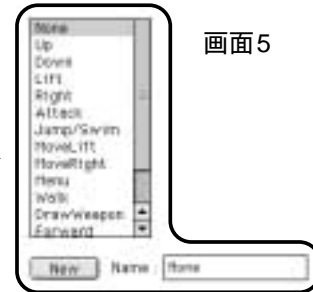 画面5
None
Up
Down
Lift
Right
Attack
Jump/Swim
MoveLift
MoveRight
Menu
Walk
DrawWeapon
Forward
New Name : None